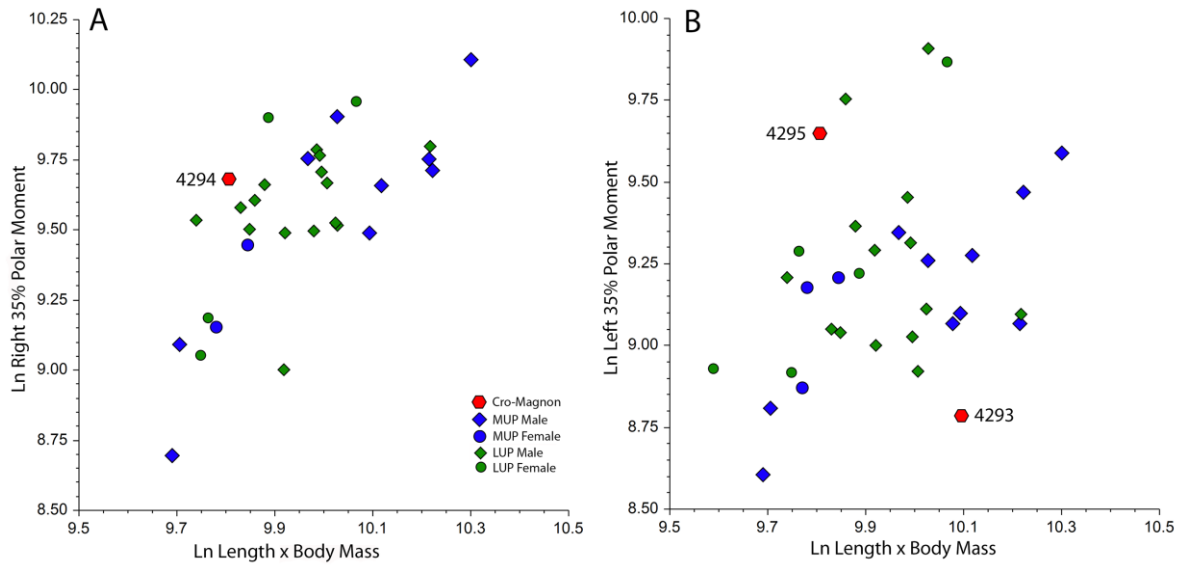 A
Ln Right 35% Polar Moment
10.25
10.00
9.75
9.50
9.25
9.00
8.75
8.50
4294
Cro-Magnon
MUP Male
MUP Female
LUP Male
LUP Female
9.5 9.7 9.9 10.1 10.3 10.5
Ln Length x Body Mass
B
Ln Left 35% Polar Moment
10.00
9.75
9.50
9.25
9.00
8.75
8.50
4295
4293
9.5 9.7 9.9 10.1 10.3 10.5
Ln Length x Body Mass